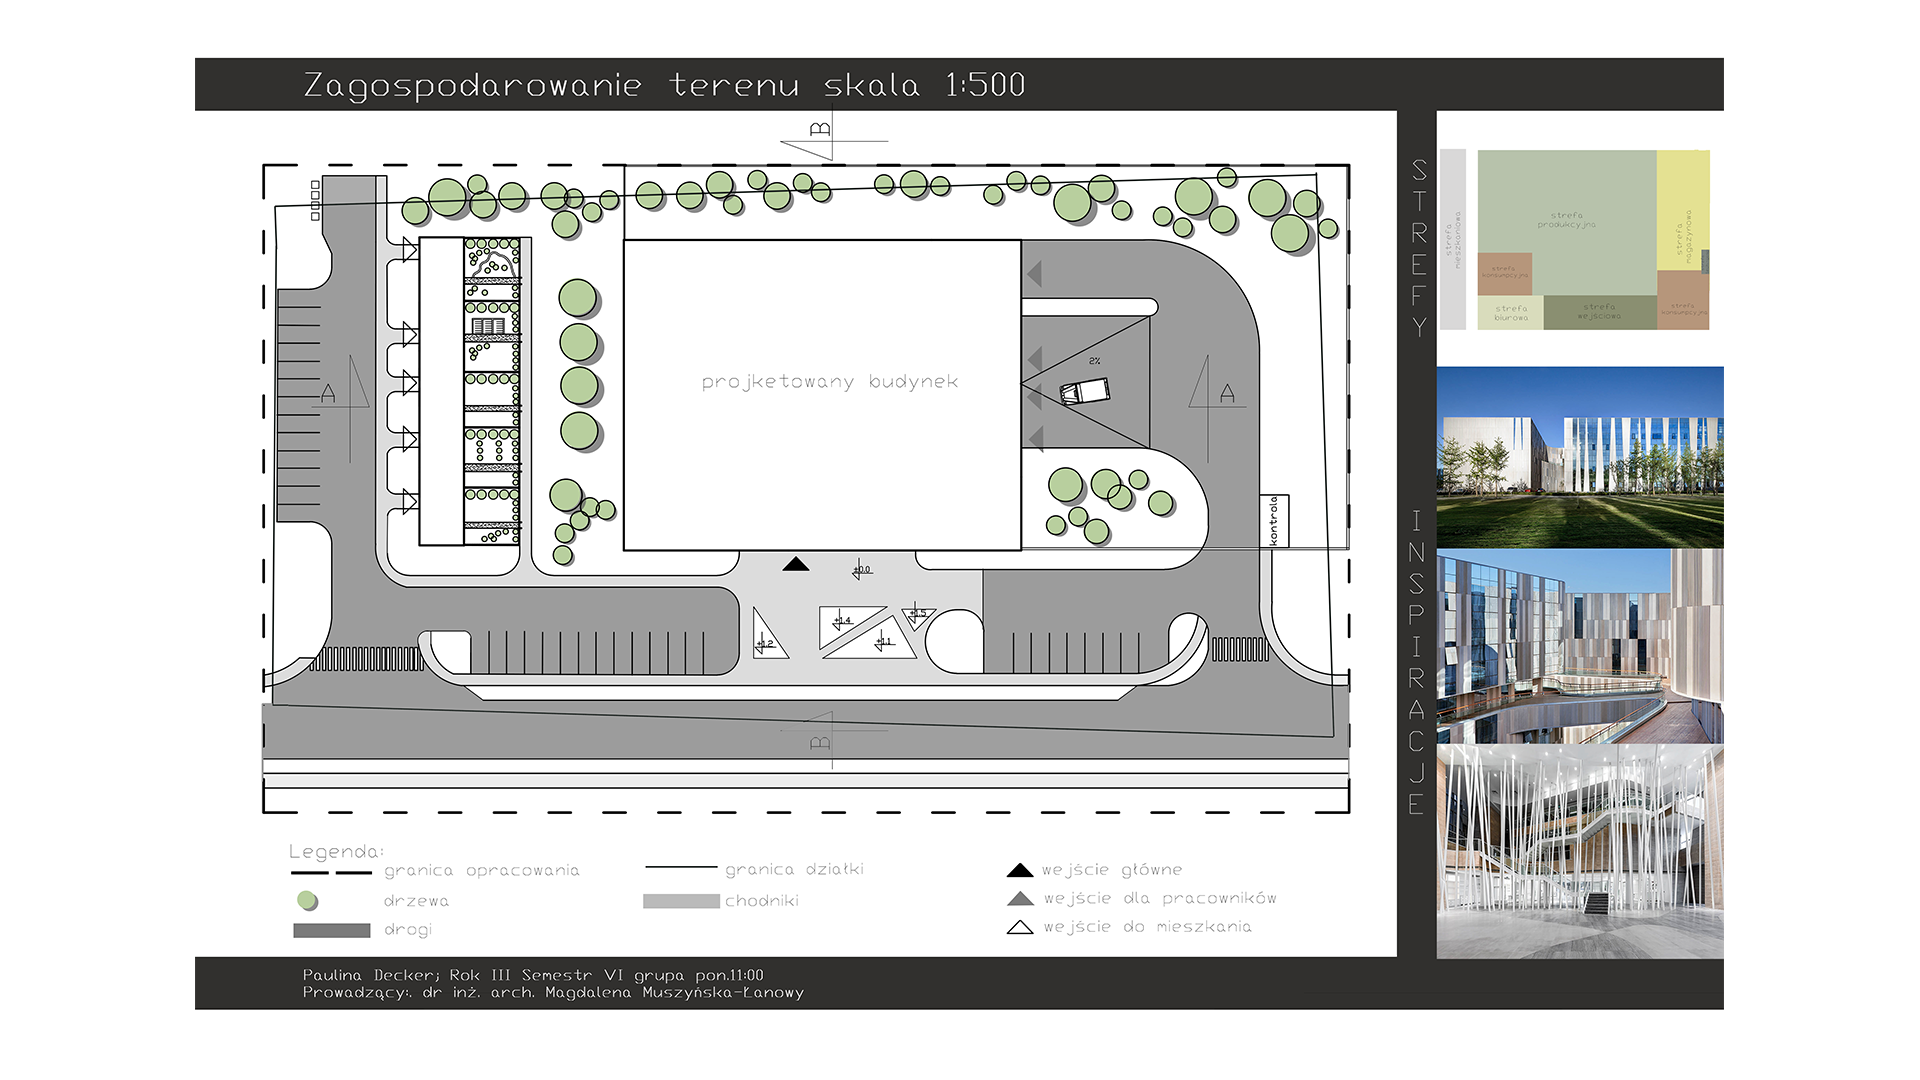 Zagospodarowanie terenu skala 1:500
B
A
projketowany budynek
2%
A
kontrola
±0.0
+1.5
+1.4
+1.1
+1.2
B
Legenda:
granica opracowania
drzewa
drogi
granica działki
chodniki
wejście główne
wejście dla pracowników
wejście do mieszkania
STREFY
strefa
mieszkaniowa
strefa
produkcyjna
strefa
magazynowa
strefa
konsumpcyjna
strefa
biurowa
strefa
wejściowa
strefa
konsumpcyjna
INSPIRACJE
Paulina Decker; Rok III Semestr VI grupa pon.11:00
Prowadzący:. dr inż. arch. Magdalena Muszyńska-Łanowy